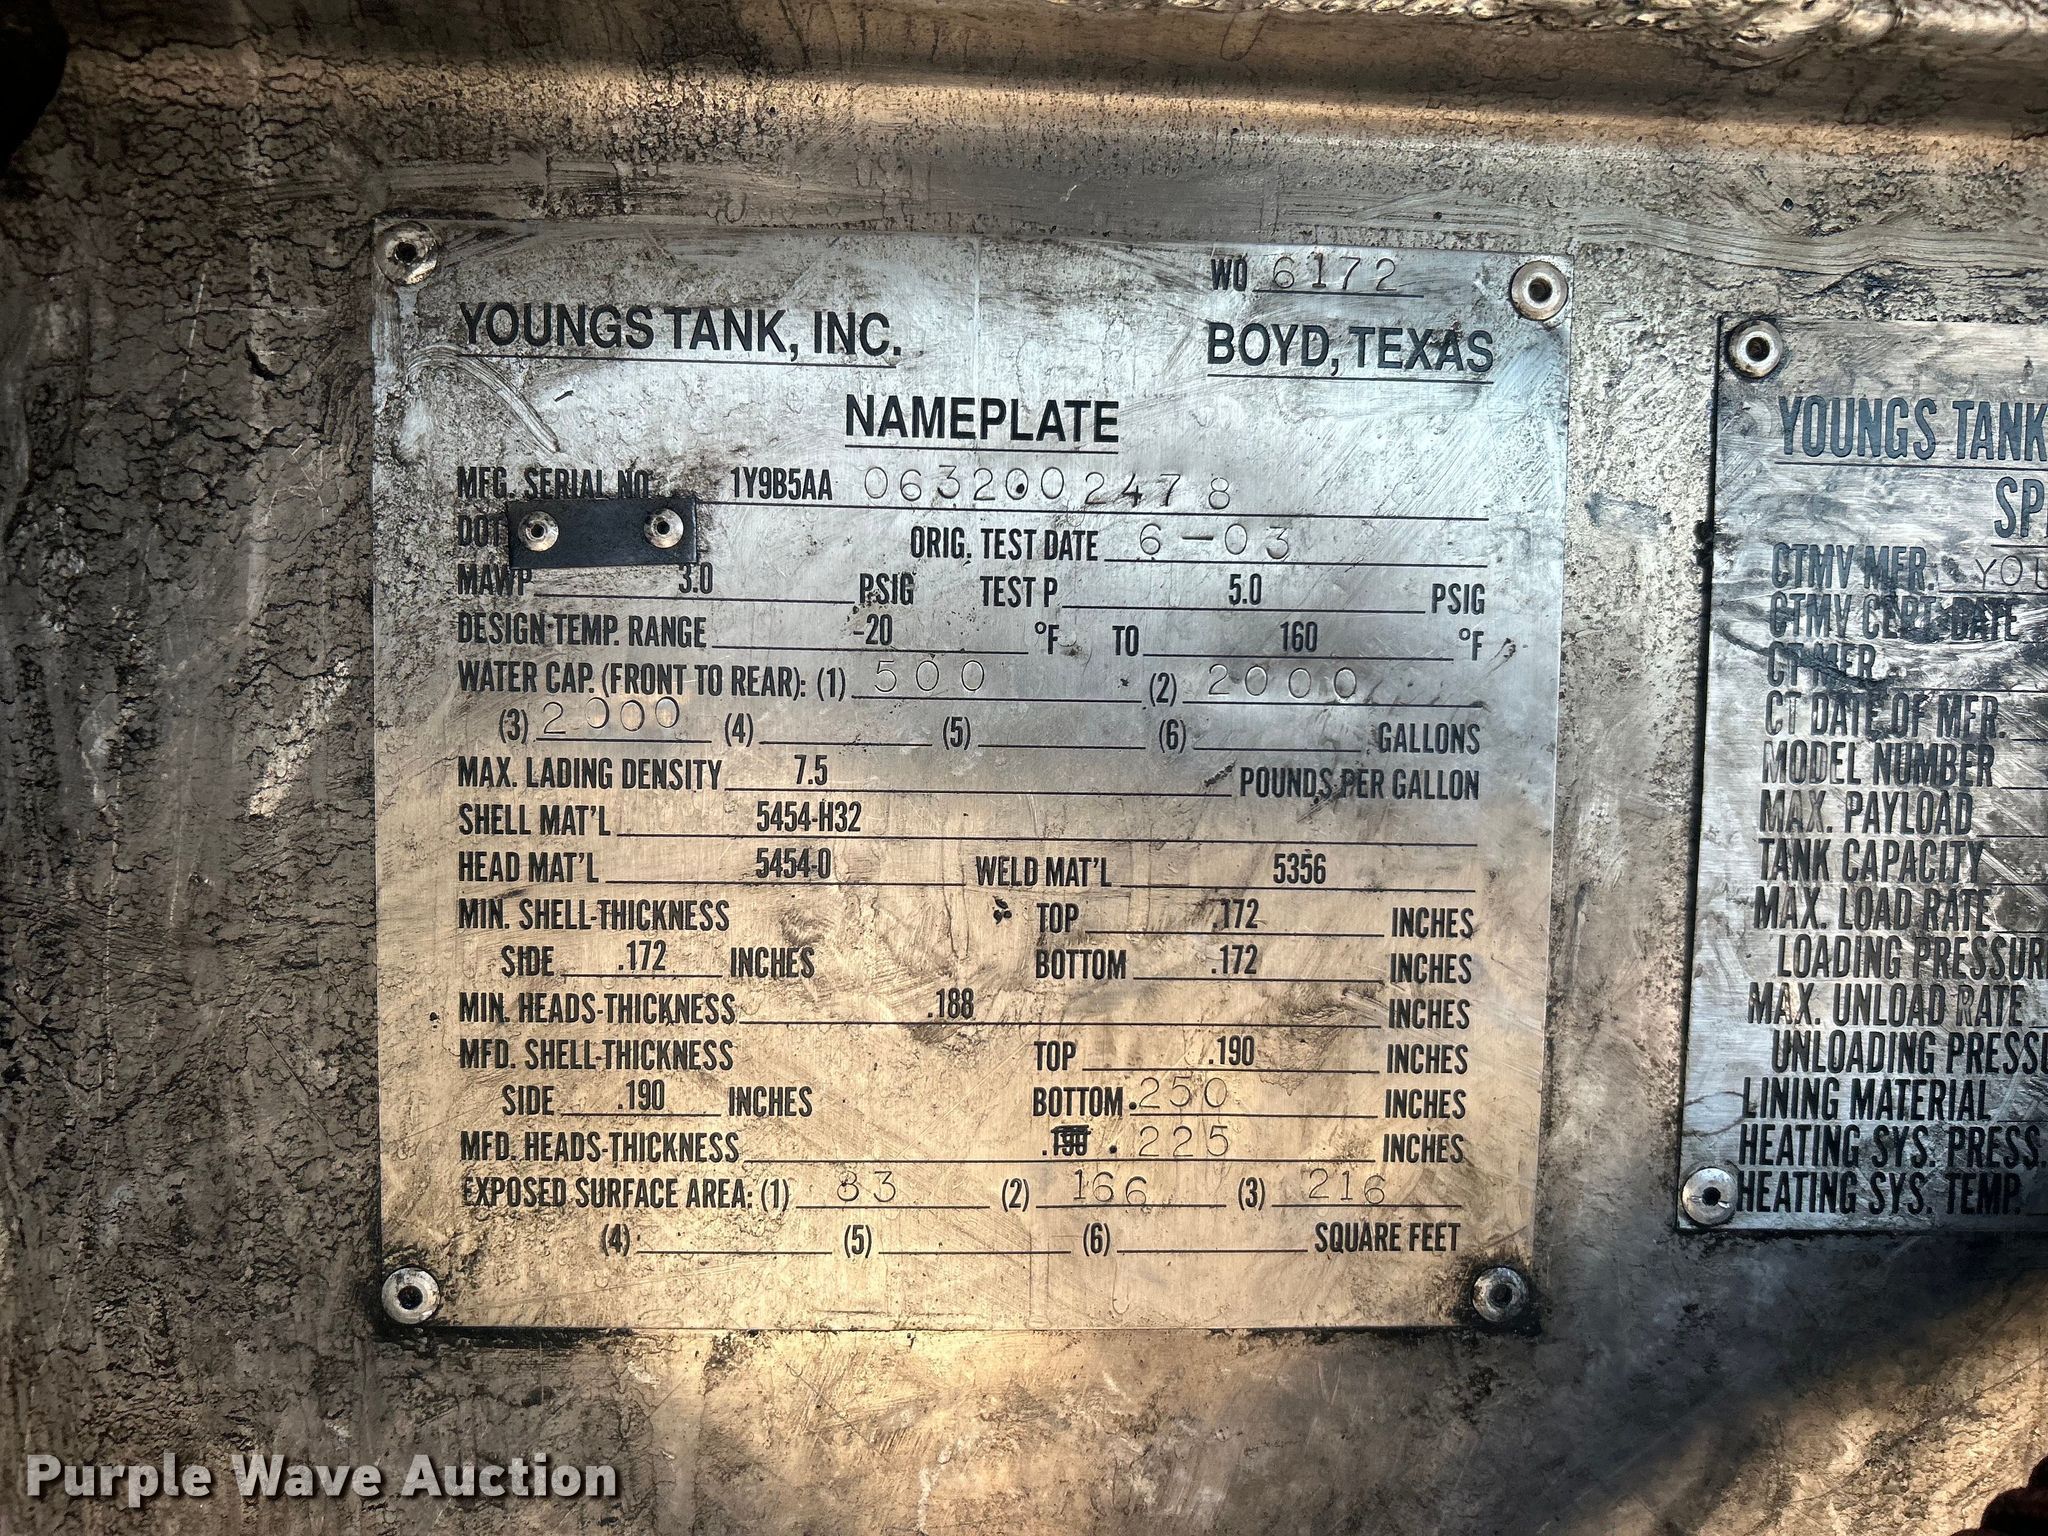 WO 6172
YOUNGS TANK, INC. BOYD, TEXAS
NAMEPLATE
MFG. SERIAL NO. 1Y9B5AA 0632002478
DOT ORIG. TEST DATE 6-03
MAWP 3.0 PSIG TEST P 5.0 PSIG
DESIGN TEMP. RANGE -20 °F TO 160 °F
WATER CAP. (FRONT TO REAR): (1) 500 (2) 2000
(3) 2000 (4) (5) (6) GALLONS
MAX. LADING DENSITY 7.5 POUNDS PER GALLON
SHELL MAT'L 5454-H32
HEAD MAT'L 5454-0 WELD MAT'L 5356
MIN. SHELL-THICKNESS TOP .172 INCHES
SIDE .172 INCHES BOTTOM .172 INCHES
MIN. HEADS-THICKNESS .188 INCHES
MFD. SHELL-THICKNESS TOP .190 INCHES
SIDE .190 INCHES BOTTOM .250 INCHES
MFD. HEADS-THICKNESS .190 .225 INCHES
EXPOSED SURFACE AREA: (1) 83 (2) 166 (3) 216
(4) (5) (6) SQUARE FEET
YOUNGS TANK
CTMV MFR. YOU
CTMV CERT. DATE
CT MFR.
CT DATE OF MFR.
MODEL NUMBER
MAX. PAYLOAD
TANK CAPACITY
MAX. LOAD RATE
LOADING PRESSUR
MAX. UNLOAD RATE
UNLOADING PRESSU
LINING MATERIAL
HEATING SYS. PRESS.
HEATING SYS. TEMP.
Purple Wave Auction